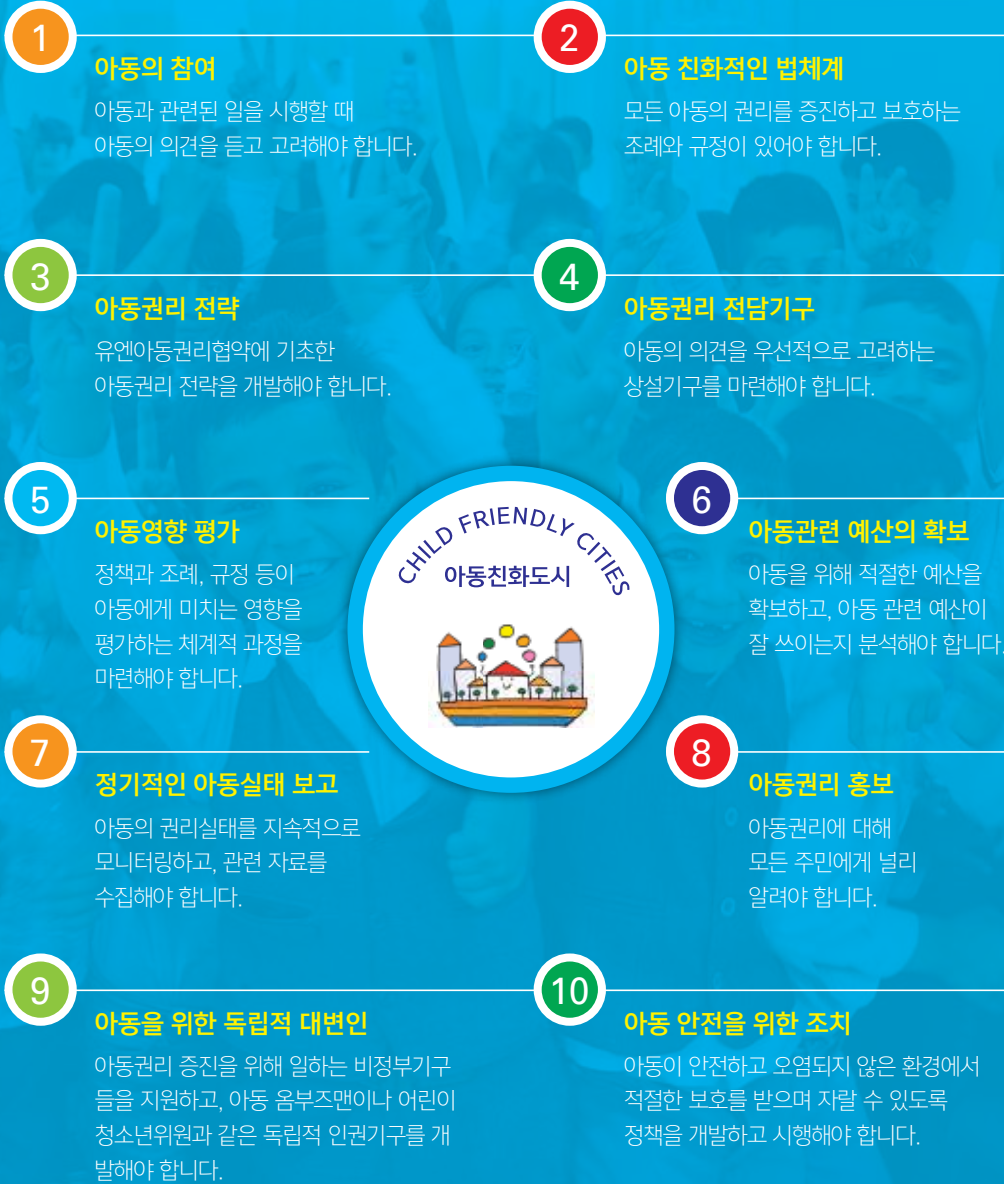 1
아동의 참여
아동과 관련된 일을 시행할 때
아동의 의견을 듣고 고려해야 합니다.
2
아동 친화적인 법체계
모든 아동의 권리를 증진하고 보호하는
조례와 규정이 있어야 합니다.
3
아동권리 전략
유엔아동권리협약에 기초한
아동권리 전략을 개발해야 합니다.
4
아동권리 전담기구
아동의 의견을 우선적으로 고려하는
상설기구를 마련해야 합니다.
5
아동영향 평가
정책과 조례, 규정 등이
아동에게 미치는 영향을
평가하는 체계적 과정을
마련해야 합니다.
CHILD FRIENDLY CITIES
아동친화도시
6
아동관련 예산의 확보
아동을 위해 적절한 예산을
확보하고, 아동 관련 예산이
잘 쓰이는지 분석해야 합니다.
7
정기적인 아동실태 보고
아동의 권리실태를 지속적으로
모니터링하고, 관련 자료를
수집해야 합니다.
8
아동권리 홍보
아동권리에 대해
모든 주민에게 널리
알려야 합니다.
9
아동을 위한 독립적 대변인
아동권리 증진을 위해 일하는 비정부기구
들을 지원하고, 아동 옴부즈맨이나 어린이
청소년위원과 같은 독립적 인권기구를 개
발해야 합니다.
10
아동 안전을 위한 조치
아동이 안전하고 오염되지 않은 환경에서
적절한 보호를 받으며 자랄 수 있도록
정책을 개발하고 시행해야 합니다.